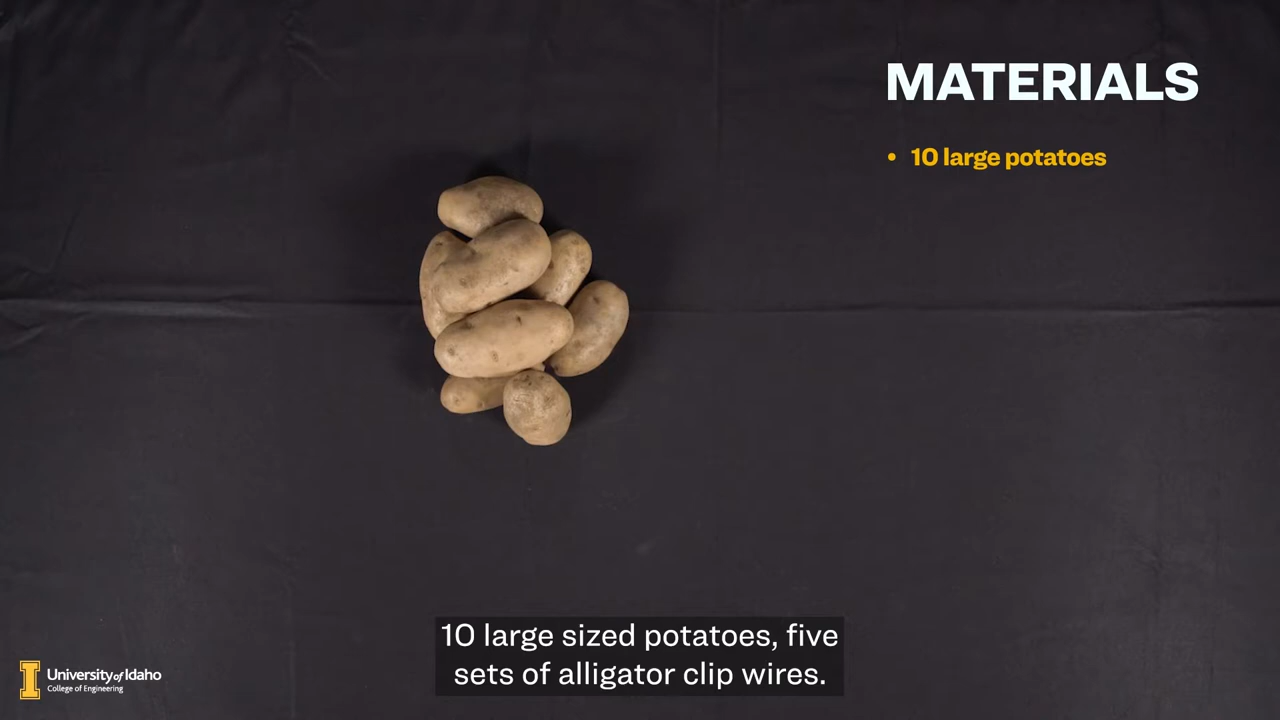 MATERIALS
• 10 large potatoes
10 large sized potatoes, five
sets of alligator clip wires.
I
University of Idaho
College of Engineering